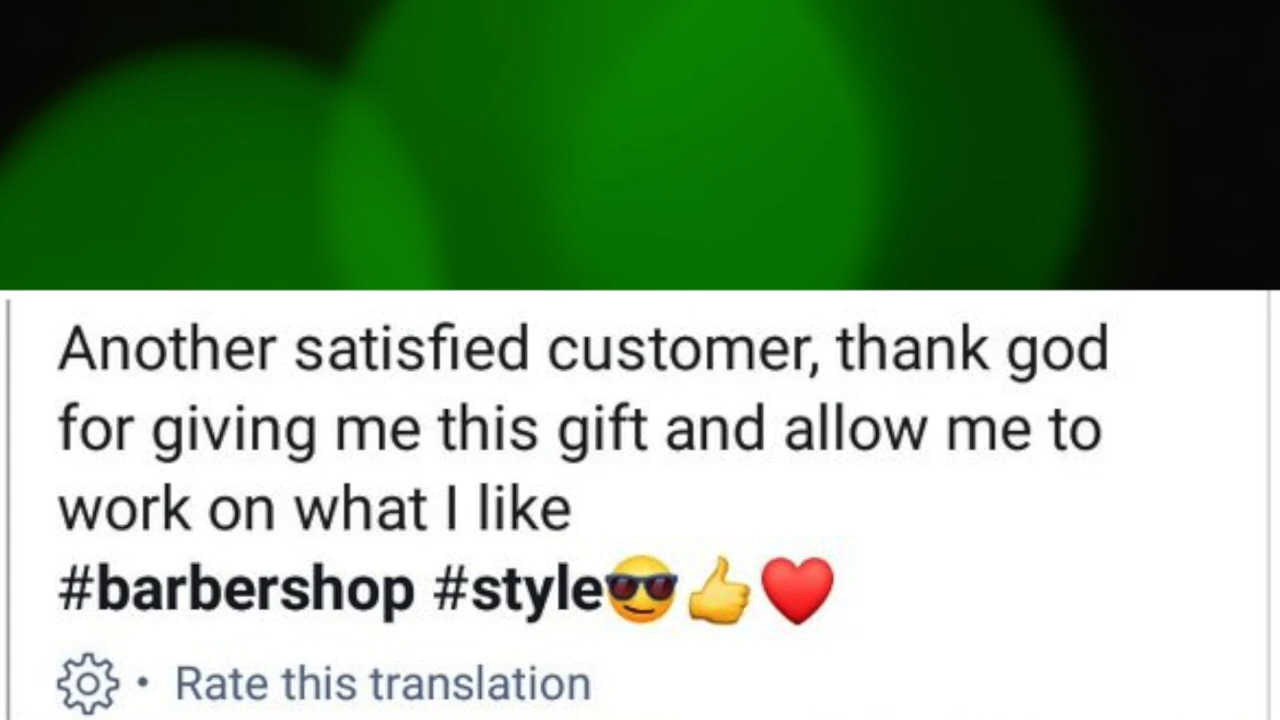 Another satisfied customer, thank god
for giving me this gift and allow me to
work on what I like
#barbershop #style😎👍❤️
• Rate this translation